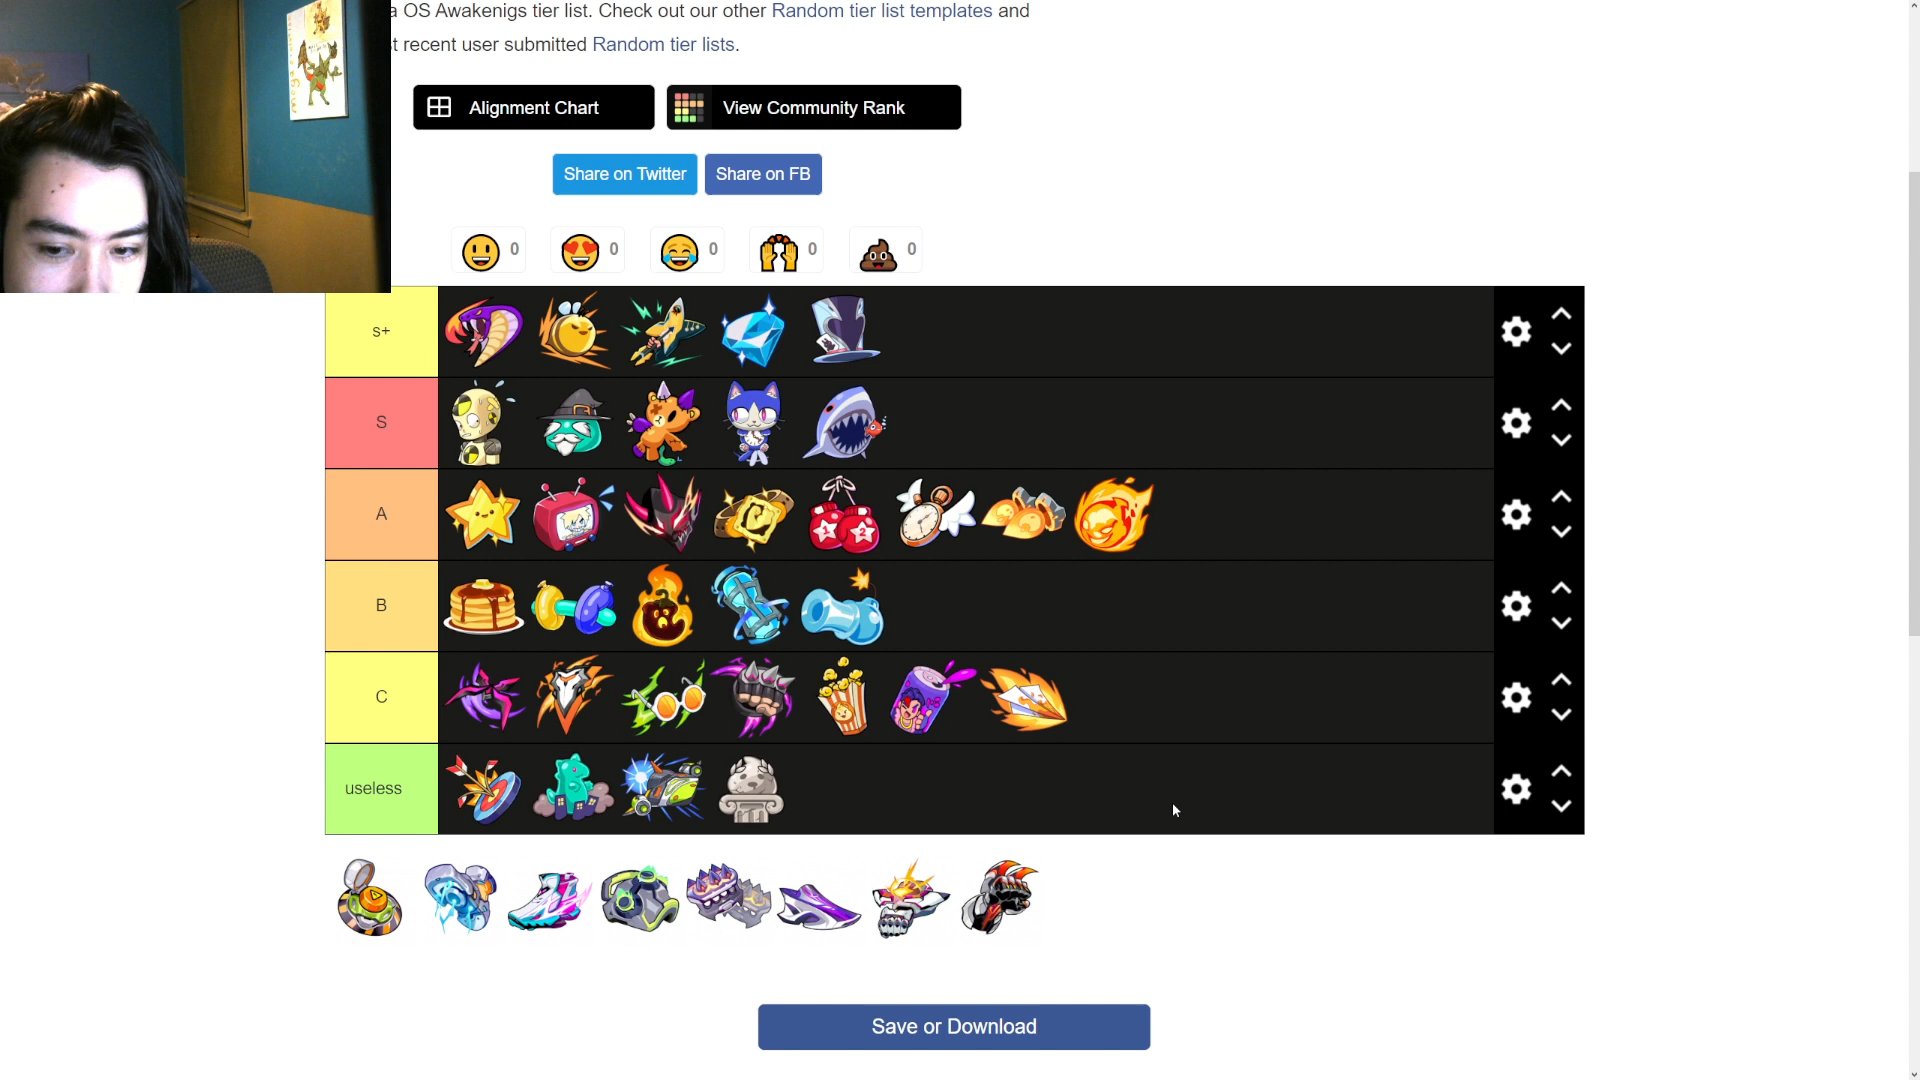 a OS Awakenigs tier list. Check out our other Random tier list templates and
t recent user submitted Random tier lists.
Alignment Chart
View Community Rank
Share on Twitter
Share on FB
0
0
0
0
0
s+
S
A
B
C
useless
Save or Download